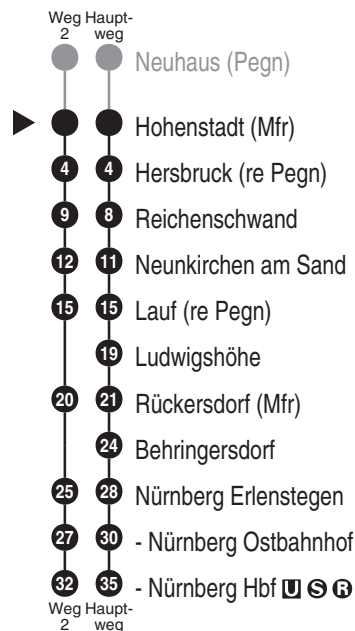 Weg Haupt-
2 weg
Neuhaus (Pegn)
Hohenstadt (Mfr)
4 4 Hersbruck (re Pegn)
9 8 Reichenschwand
12 11 Neunkirchen am Sand
15 15 Lauf (re Pegn)
19 Ludwigshöhe
20 21 Rückersdorf (Mfr)
24 Behringersdorf
25 28 Nürnberg Erlenstegen
27 30 - Nürnberg Ostbahnhof
32 35 - Nürnberg Hbf U S R
Weg Haupt-
2 weg